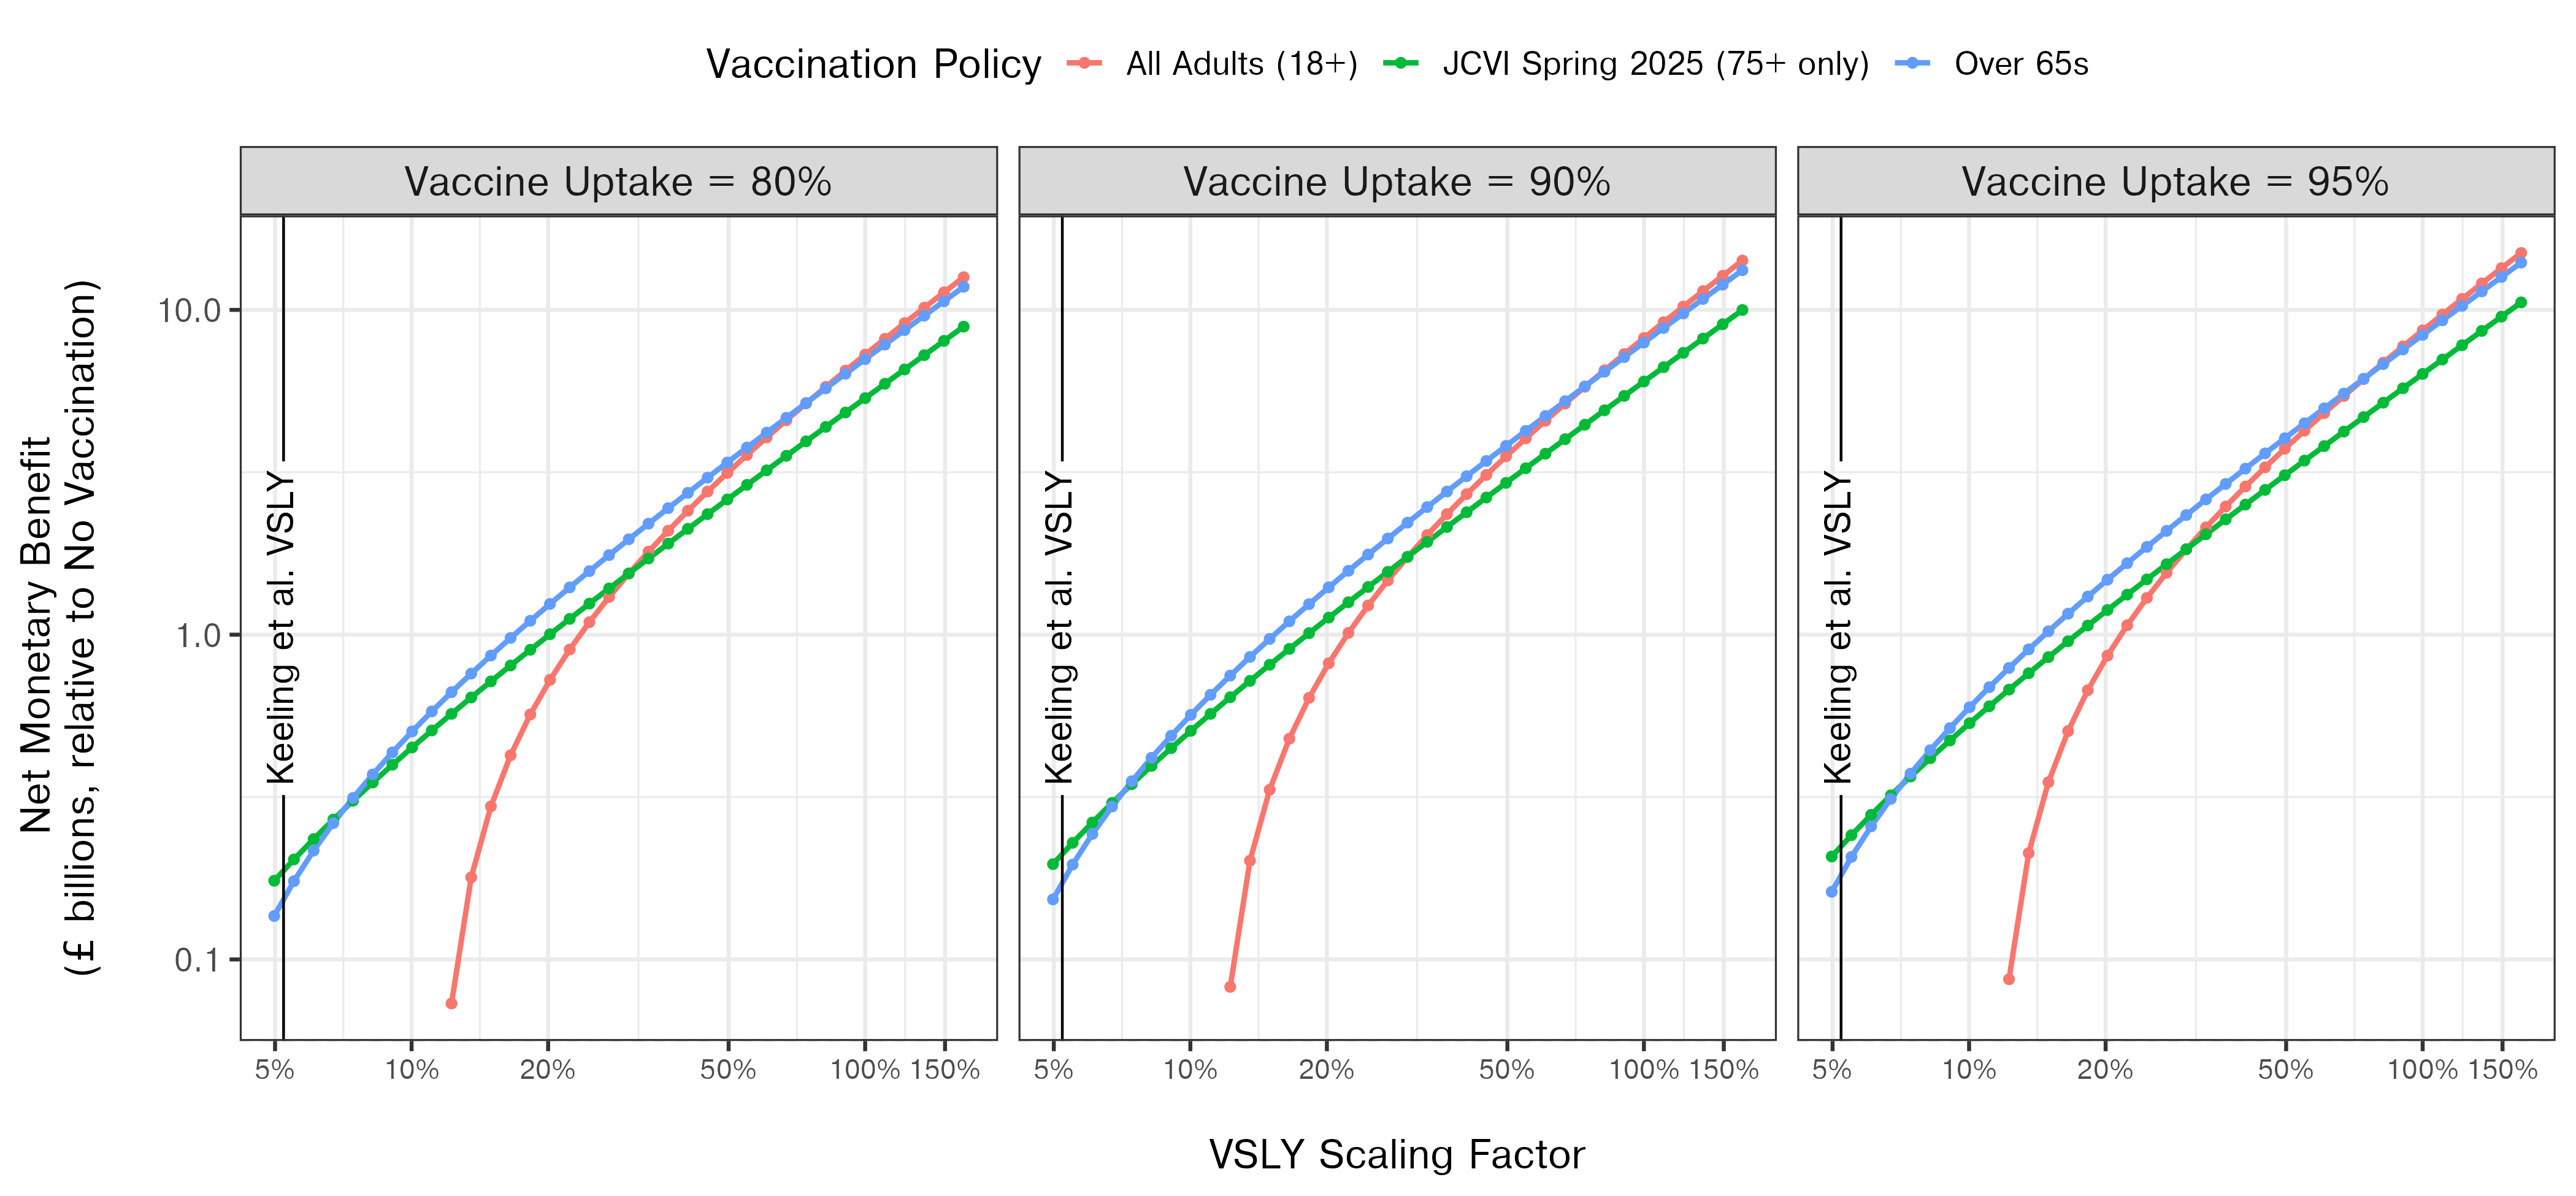 Vaccination Policy All Adults (18+) JCVI Spring 2025 (75+ only) Over 65s
Vaccine Uptake = 80%
Vaccine Uptake = 90%
Vaccine Uptake = 95%
Net Monetary Benefit
(£ billions, relative to No Vaccination)
10.0
1.0
0.1
Keeling et al. VSLY
Keeling et al. VSLY
Keeling et al. VSLY
5% 10% 20% 50% 100% 150%
5% 10% 20% 50% 100% 150%
5% 10% 20% 50% 100% 150%
VSLY Scaling Factor